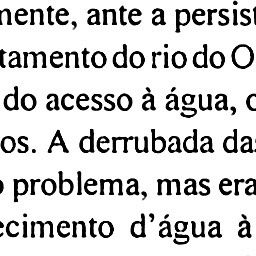 mente, ante a persist
tamento do rio do O
do acesso à água, o
os. A derrubada das
problema, mas era
ecimento d'água à